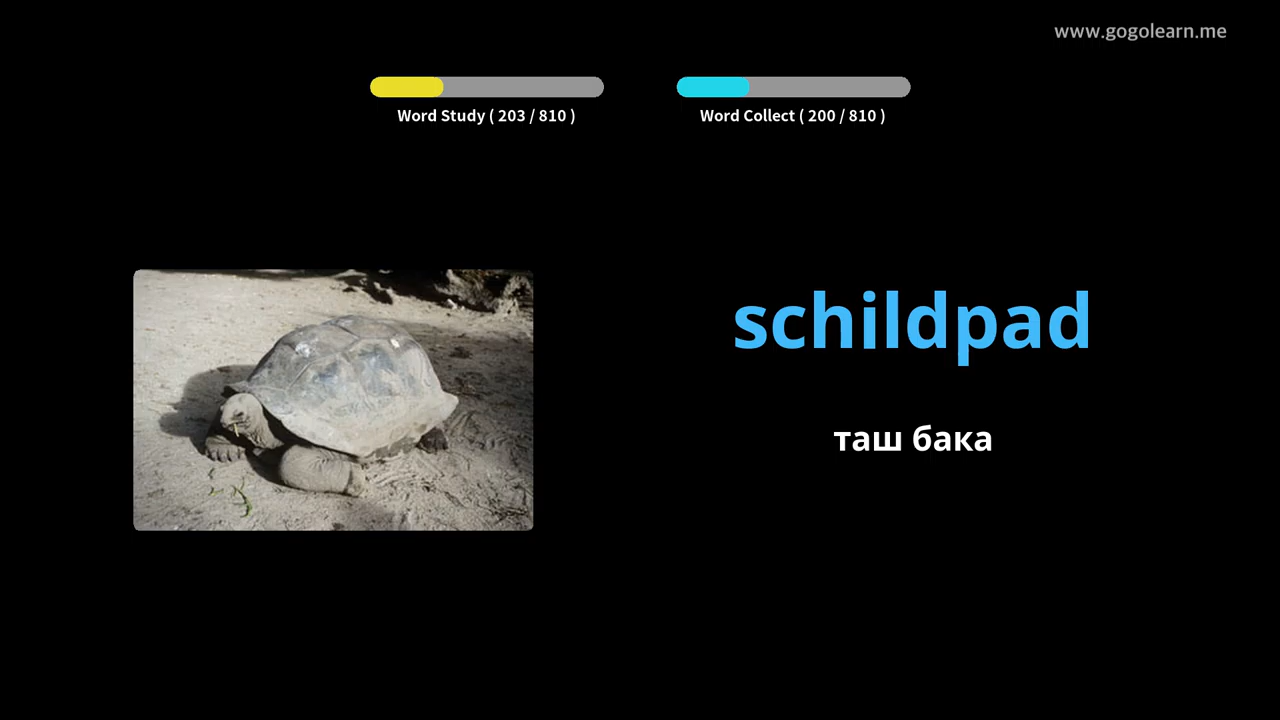 www.gogolearn.me
Word Study ( 203 / 810 )
Word Collect ( 200 / 810 )
schildpad
таш бака